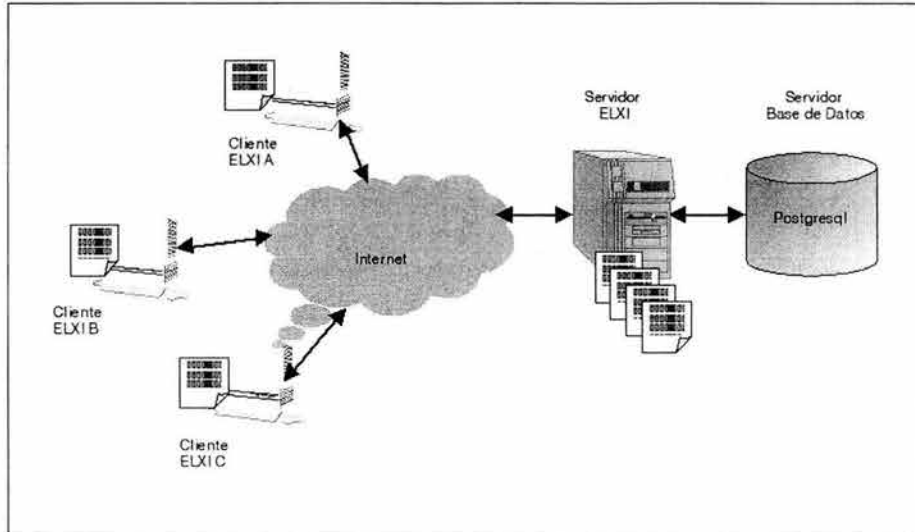 Cliente
ELXI A
Servidor
ELXI
Servidor
Base de Datos
Cliente
ELXI B
Internet
Postgresql
Cliente
ELXI C